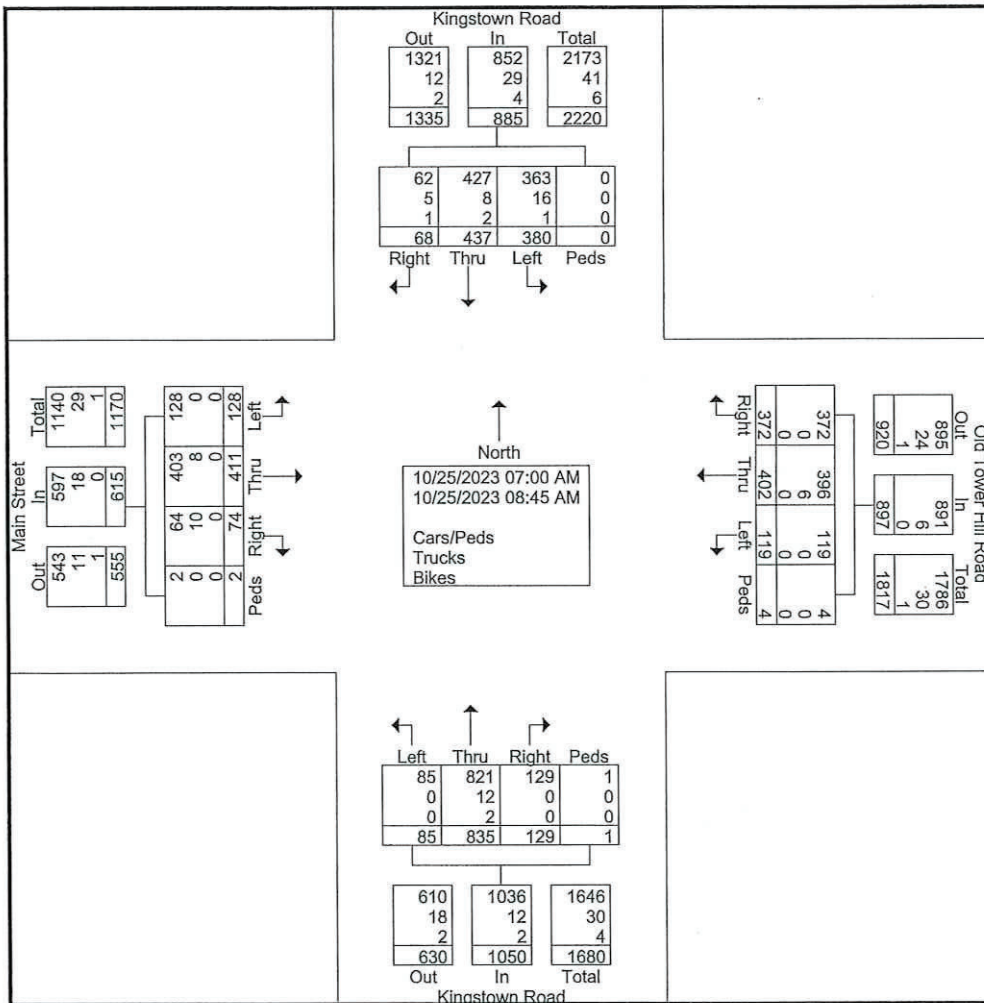 Kingstown Road
Out In Total
1321 852 2173
12 29 41
2 4 6
1335 885 2220
62 427 363 0
5 8 16 0
1 2 1 0
68 437 380 0
Right Thru Left Peds
Main Street
Total
1140
29
1
1170
In
597
18
0
615
Out
543
11
1
555
128
0
0
128
Left
403
8
0
411
Thru
64
10
0
74
Right
2
0
0
2
Peds
North
10/25/2023 07:00 AM
10/25/2023 08:45 AM
Cars/Peds
Trucks
Bikes
Right
372
0
0
372
Thru
396
6
0
402
Left
119
0
0
119
Peds
4
0
0
4
Old Tower Hill Road
Out
895
24
1
920
In
891
6
0
897
Total
1786
30
1
1817
Left Thru Right Peds
85 821 129 1
0 12 0 0
0 2 0 0
85 835 129 1
610 1036 1646
18 12 30
2 2 4
630 1050 1680
Out In Total
Kingstown Road